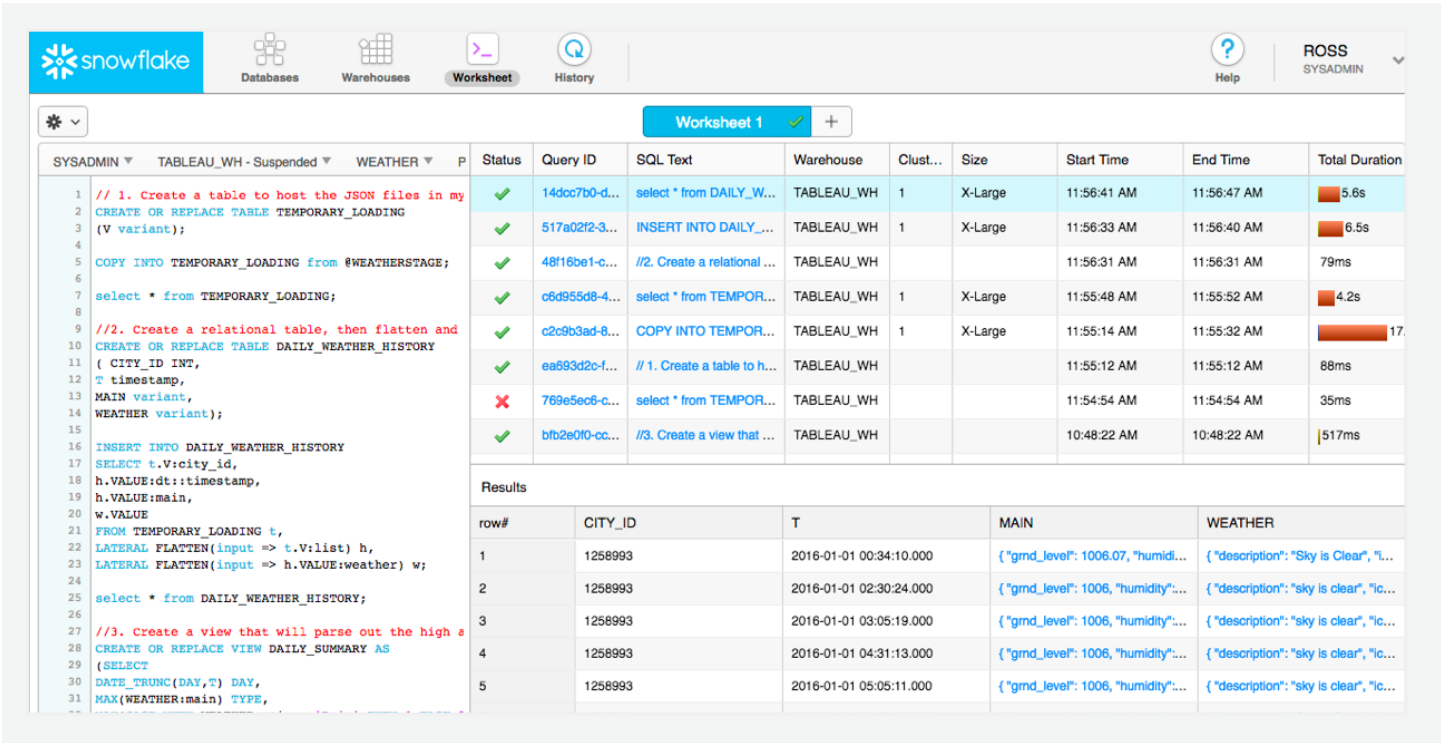 snowflake
Databases
Warehouses
Worksheet
History
Help
ROSS
SYSADMIN
Worksheet 1
SYSADMIN TABLEAU_WH - Suspended WEATHER P
1 // 1. Create a table to host the JSON files in my
2 CREATE OR REPLACE TABLE TEMPORARY_LOADING
3 (V variant);
4
5 COPY INTO TEMPORARY_LOADING from @WEATHERSTAGE;
6
7 select * from TEMPORARY_LOADING;
8
9 //2. Create a relational table, then flatten and
10 CREATE OR REPLACE TABLE DAILY_WEATHER_HISTORY
11 ( CITY_ID INT,
12 T timestamp,
13 MAIN variant,
14 WEATHER variant);
15
16 INSERT INTO DAILY_WEATHER_HISTORY
17 SELECT t.V:city_id,
18 h.VALUE:dt::timestamp,
19 h.VALUE:main,
20 w.VALUE
21 FROM TEMPORARY_LOADING t,
22 LATERAL FLATTEN(input => t.V:list) h,
23 LATERAL FLATTEN(input => h.VALUE:weather) w;
24
25 select * from DAILY_WEATHER_HISTORY;
26
27 //3. Create a view that will parse out the high a
28 CREATE OR REPLACE VIEW DAILY_SUMMARY AS
29 (SELECT
30 DATE_TRUNC(DAY,T) DAY,
31 MAX(WEATHER:main) TYPE,
Status Query ID SQL Text Warehouse Clust... Size Start Time End Time Total Duration
14dcc7b0-d... select * from DAILY_W... TABLEAU_WH 1 X-Large 11:56:41 AM 11:56:47 AM 5.6s
517a02f2-3... INSERT INTO DAILY_... TABLEAU_WH 1 X-Large 11:56:33 AM 11:56:40 AM 6.5s
48f16be1-c... //2. Create a relational ... TABLEAU_WH 11:56:31 AM 11:56:31 AM 79ms
c6d955d8-4... select * from TEMPOR... TABLEAU_WH 1 X-Large 11:55:48 AM 11:55:52 AM 4.2s
c2c9b3ad-8... COPY INTO TEMPOR... TABLEAU_WH 1 X-Large 11:55:14 AM 11:55:32 AM 17.
ea693d2c-f... // 1. Create a table to h... TABLEAU_WH 11:55:12 AM 11:55:12 AM 88ms
769e5ec6-c... select * from TEMPOR... TABLEAU_WH 11:54:54 AM 11:54:54 AM 35ms
bfb2e0f0-cc... //3. Create a view that ... TABLEAU_WH 10:48:22 AM 10:48:22 AM 517ms
Results
row# CITY_ID T MAIN WEATHER
1 1258993 2016-01-01 00:34:10.000 { "grnd_level": 1006.07, "humidi... { "description": "Sky is Clear", "i...
2 1258993 2016-01-01 02:30:24.000 { "grnd_level": 1006, "humidity":... { "description": "sky is clear", "ic...
3 1258993 2016-01-01 03:05:19.000 { "grnd_level": 1006, "humidity":... { "description": "sky is clear", "ic...
4 1258993 2016-01-01 04:31:13.000 { "grnd_level": 1006, "humidity":... { "description": "sky is clear", "ic...
5 1258993 2016-01-01 05:05:11.000 { "grnd_level": 1006, "humidity":... { "description": "sky is clear", "ic...